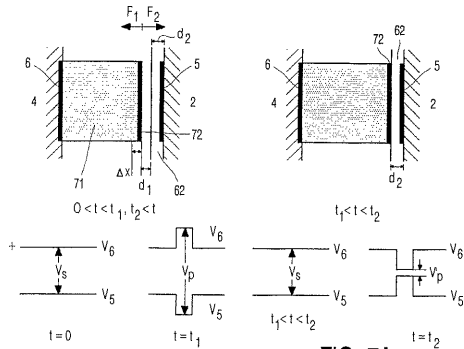 F₁ F₂
d₂
6 5
4 2
71 72
Δx d₁ 62
0<t<t₁, t₂<t
62
72
6 5
4 2
d₂
t₁<t<t₂
+ V₆ V₆ V₆ V₆
Vₛ Vₚ Vₛ Vₚ
V₅ V₅ V₅ V₅
t=0 t=t₁ t₁<t<t₂ t=t₂